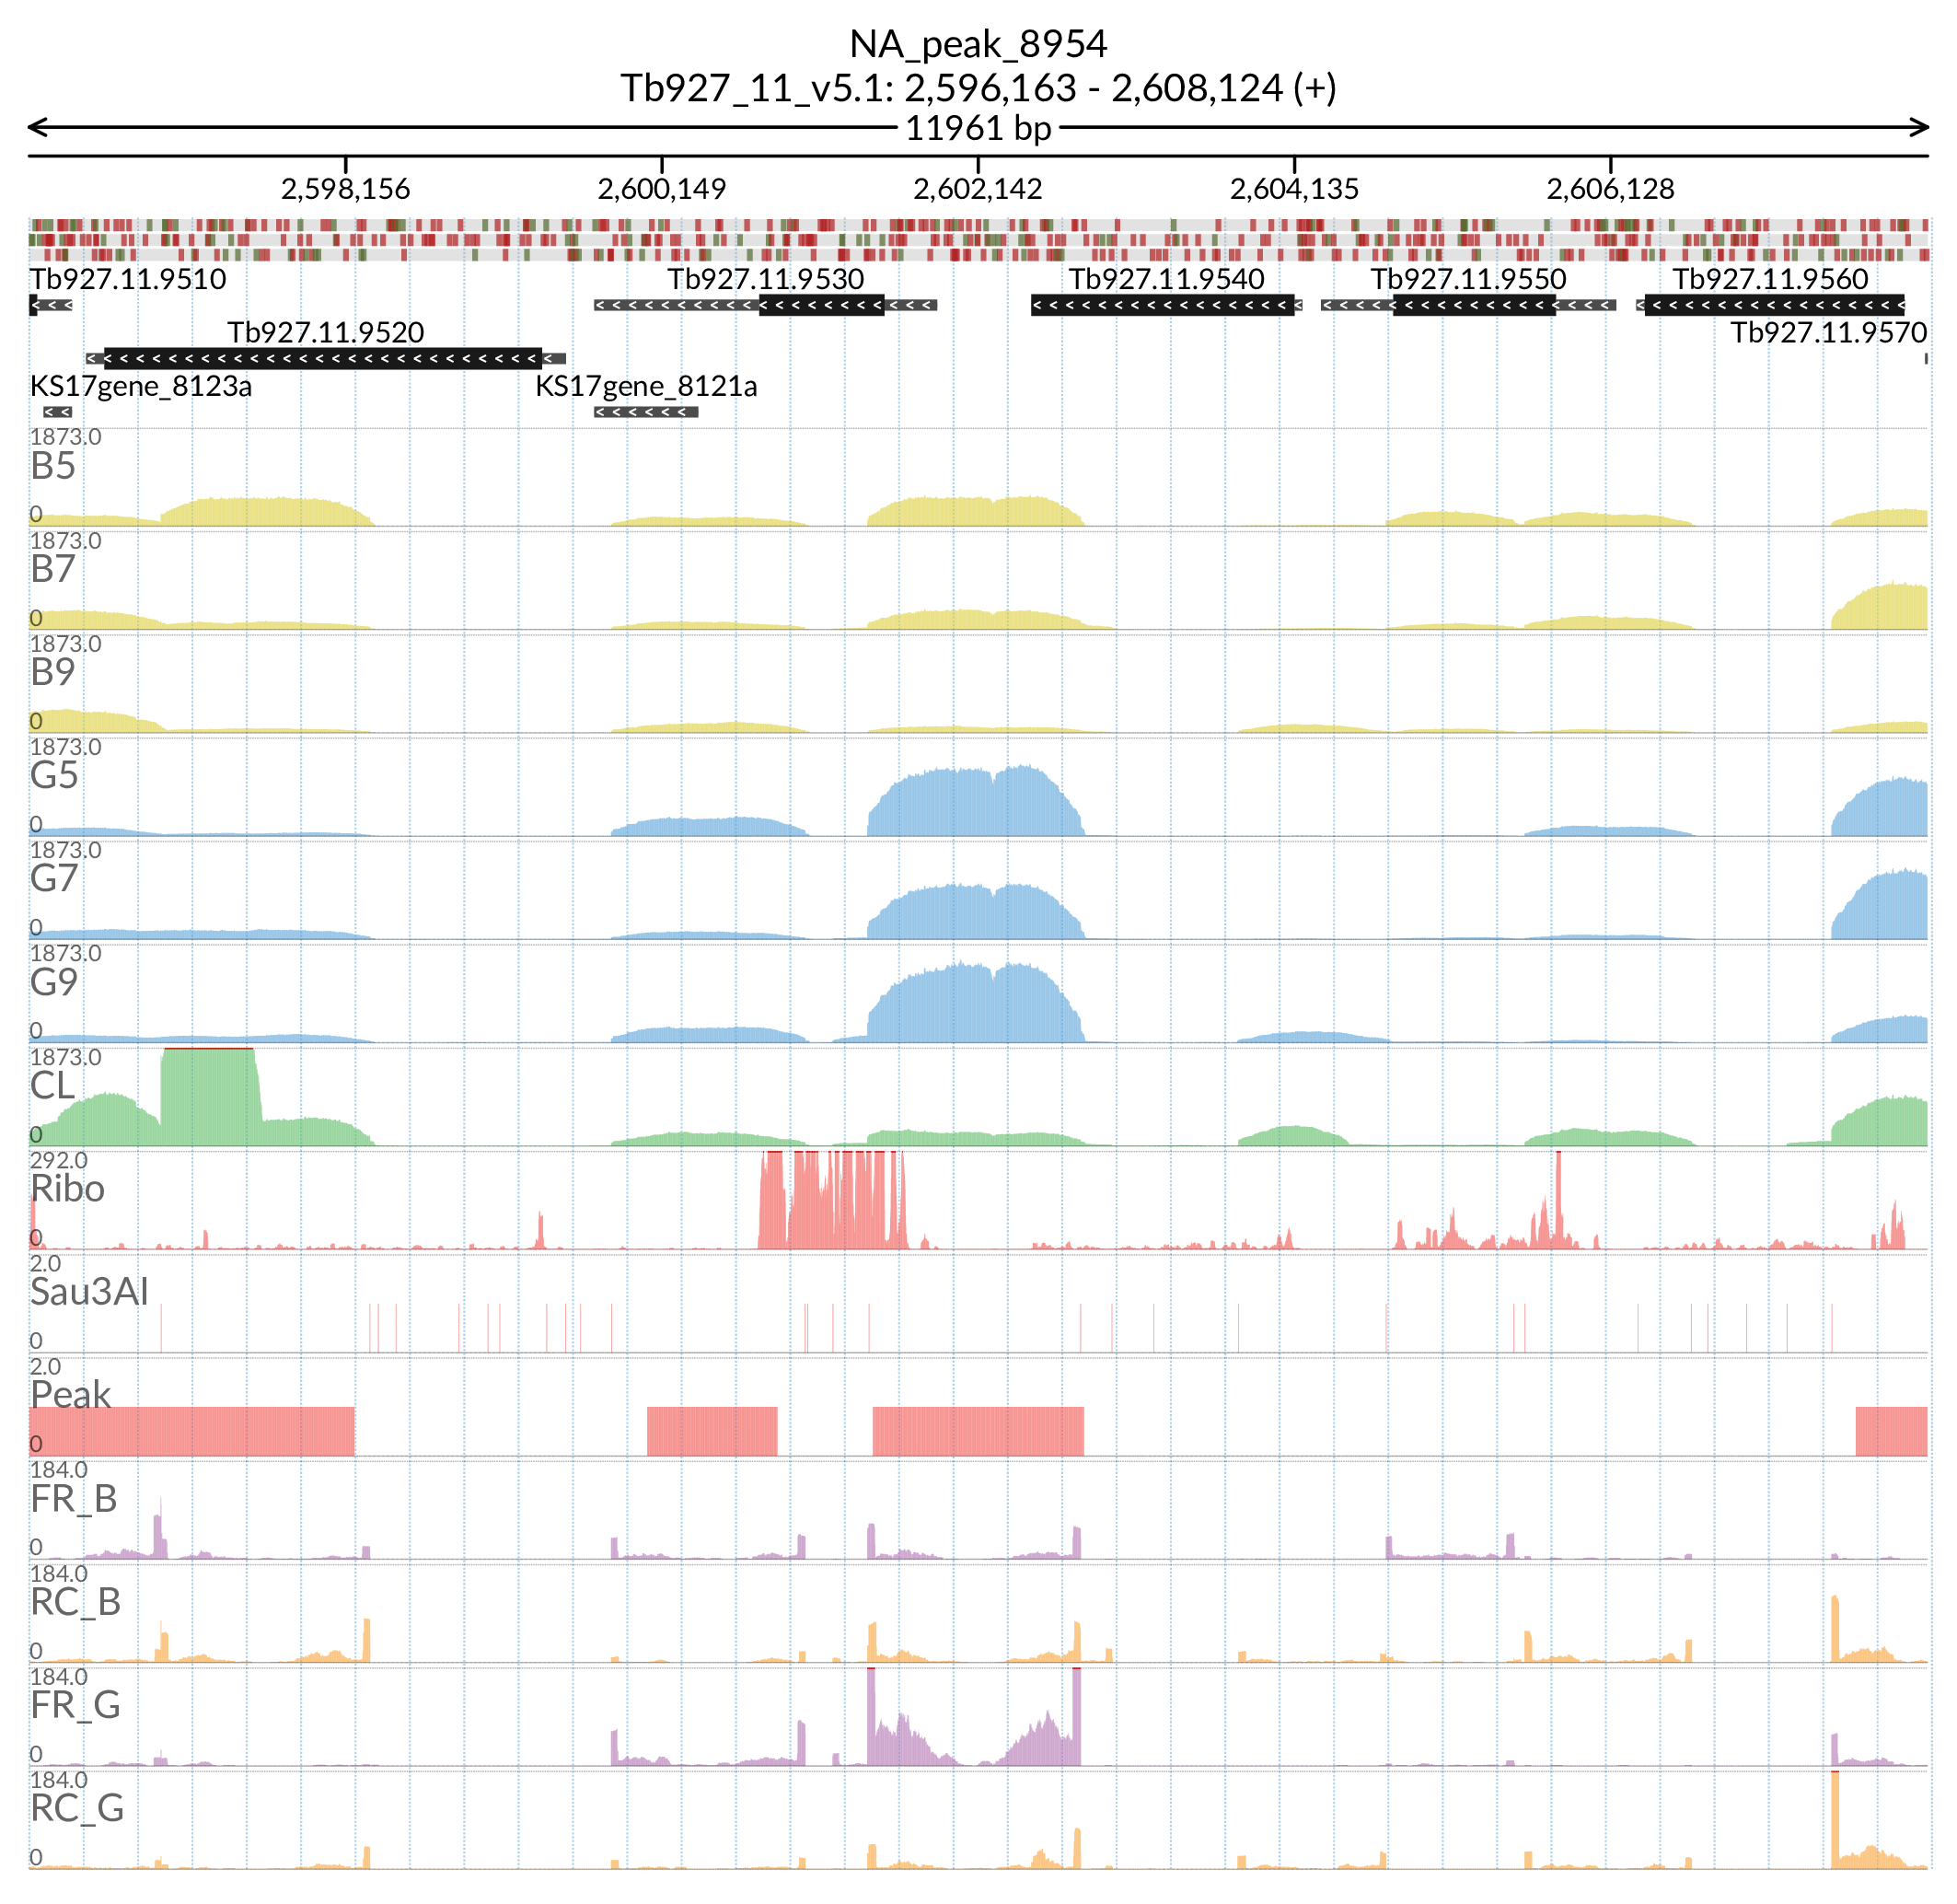 NA_peak_8954
Tb927_11_v5.1: 2,596,163 - 2,608,124 (+)
11961 bp
2,598,156 2,600,149 2,602,142 2,604,135 2,606,128
Tb927.11.9510 Tb927.11.9530 Tb927.11.9540 Tb927.11.9550 Tb927.11.9560
Tb927.11.9520 Tb927.11.9570
KS17gene_8123a KS17gene_8121a
1873.0
B5
0
1873.0
B7
0
1873.0
B9
0
1873.0
G5
0
1873.0
G7
0
1873.0
G9
0
1873.0
CL
0
292.0
Ribo
0
2.0
Sau3AI
0
2.0
Peak
0
184.0
FR_B
0
184.0
RC_B
0
184.0
FR_G
0
184.0
RC_G
0